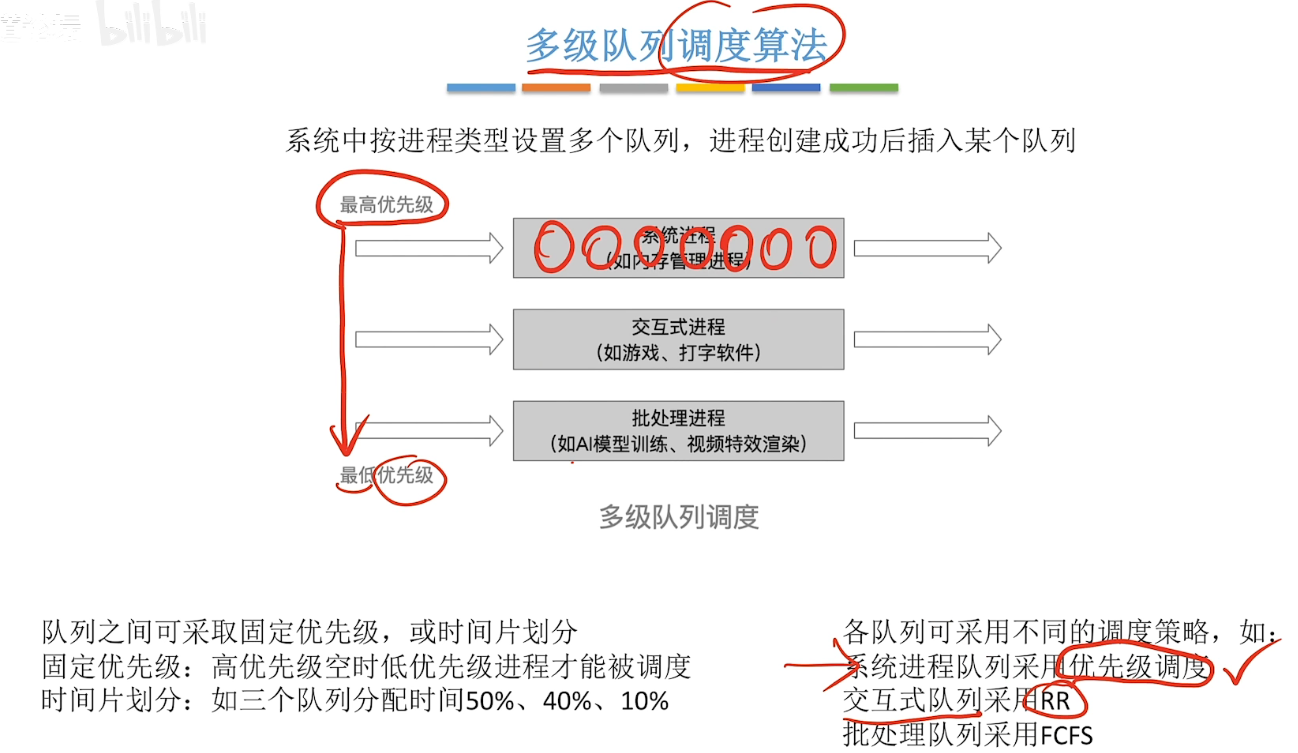 bilibili
多级队列调度算法
系统中按进程类型设置多个队列，进程创建成功后插入某个队列
最高优先级
系统进程
（如内存管理进程）
交互式进程
（如游戏、打字软件）
批处理进程
（如AI模型训练、视频特效渲染）
最低优先级
多级队列调度
队列之间可采取固定优先级，或时间片划分
固定优先级：高优先级空时低优先级进程才能被调度
时间片划分：如三个队列分配时间50%、40%、10%
各队列可采用不同的调度策略，如：
系统进程队列采用优先级调度
交互式队列采用RR
批处理队列采用FCFS